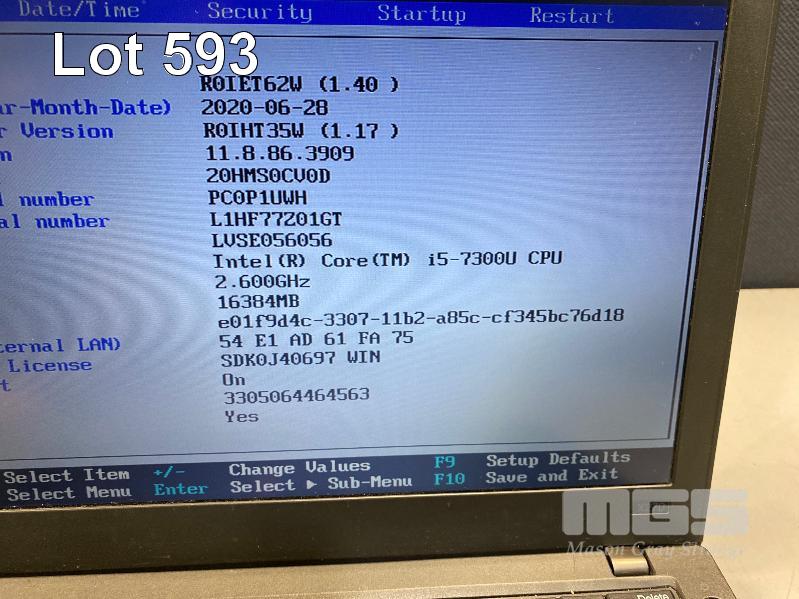 Date/Time Security Startup Restart
Lot 593
R0IET62W (1.40 )
ar-Month-Date) 2020-06-28
r Version R0IHT35W (1.17 )
n 11.8.86.3909
20HMS0CV0D
l number PC0P1UWH
al number L1HF77Z01GT
LVSE056056
Intel(R) Core(TM) i5-7300U CPU
2.600GHz
16384MB
e01f9d4c-3307-11b2-a85c-cf345bc76d18
ternal LAN) 54 E1 AD 61 FA 75
License SDK0J40697 WIN
t On
3305064464563
Yes
Select Item +/- Change Values F9 Setup Defaults
Select Menu Enter Select ▶ Sub-Menu F10 Save and Exit
MGS
Mason Gray Strange
Delete